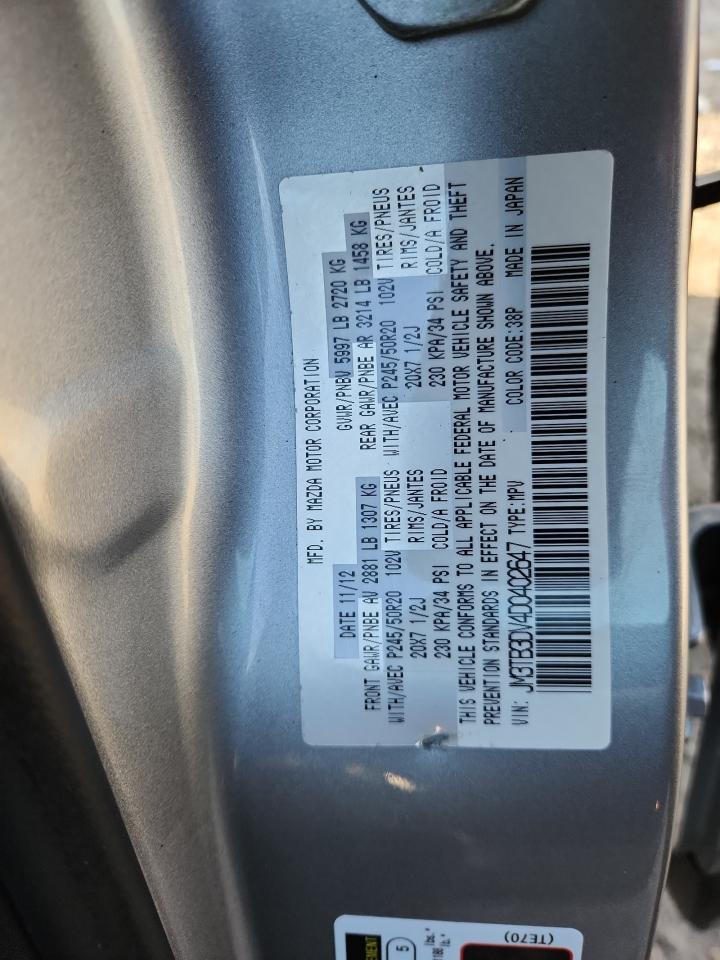 MFD. BY MAZDA MOTOR CORPORATION
DATE 11/12 GVWR/PNBV 5997 LB 2720 KG
FRONT GAWR/PNBE AV 2881 LB 1307 KG REAR GAWR/PNBE AR 3214 LB 1458 KG
WITH/AVEC P245/50R20 102V TIRES/PNEUS WITH/AVEC P245/50R20 102V TIRES/PNEUS
20X7 1/2J RIMS/JANTES 20X7 1/2J RIMS/JANTES
230 KPA/34 PSI COLD/A FROID 230 KPA/34 PSI COLD/A FROID
THIS VEHICLE CONFORMS TO ALL APPLICABLE FEDERAL MOTOR VEHICLE SAFETY AND THEFT
PREVENTION STANDARDS IN EFFECT ON THE DATE OF MANUFACTURE SHOWN ABOVE.
VIN: JM3TB3DV4D0402647 TYPE:MPV COLOR CODE:38P MADE IN JAPAN
5
lbs."
lb."
(TE70)